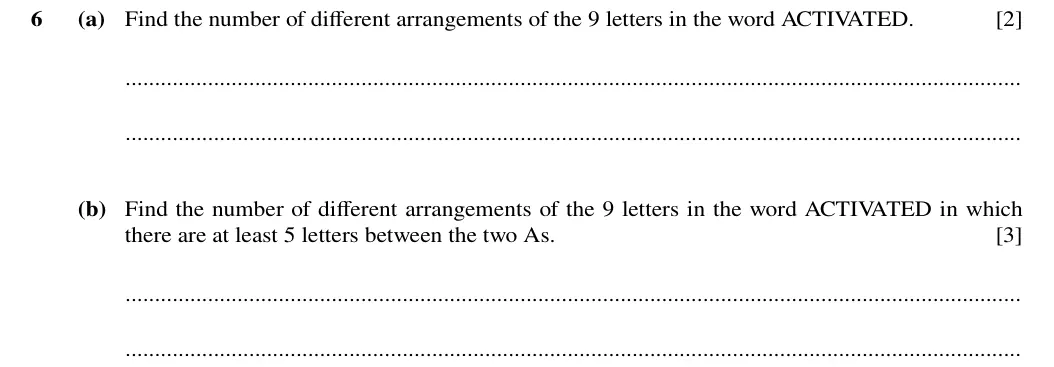 6 (a) Find the number of different arrangements of the 9 letters in the word ACTIVATED. [2]
(b) Find the number of different arrangements of the 9 letters in the word ACTIVATED in which
there are at least 5 letters between the two As. [3]